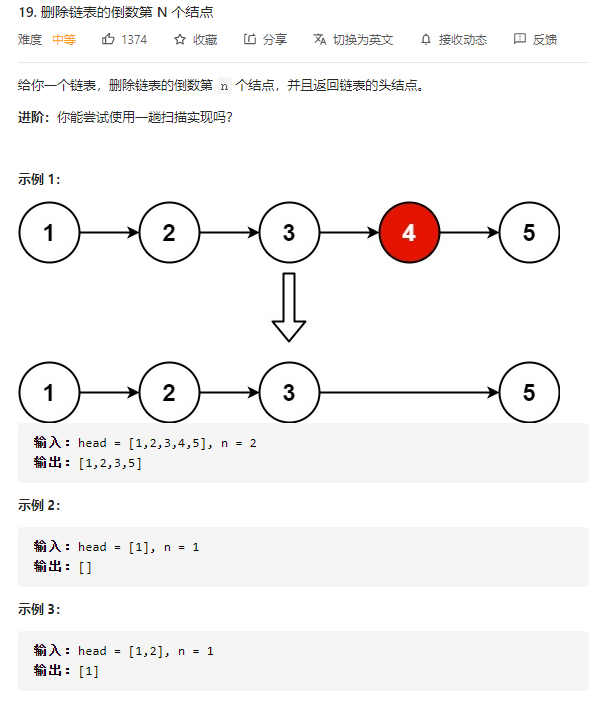 19. 删除链表的倒数第 N 个结点
难度 中等 1374 收藏 分享 切换为英文 接收动态 反馈
给你一个链表，删除链表的倒数第 n 个结点，并且返回链表的头结点。
进阶：你能尝试使用一趟扫描实现吗？
示例 1：
1 2 3 4 5
1 2 3 5
输入：head = [1,2,3,4,5], n = 2
输出：[1,2,3,5]
示例 2：
输入：head = [1], n = 1
输出：[]
示例 3：
输入：head = [1,2], n = 1
输出：[1]